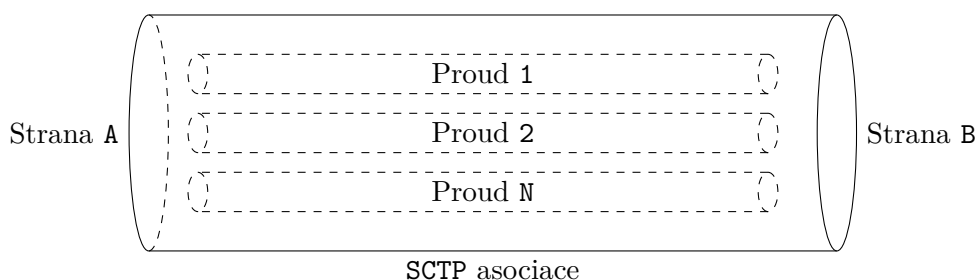 Proud 1
Strana A
Proud 2
Strana B
Proud N
SCTP asociace